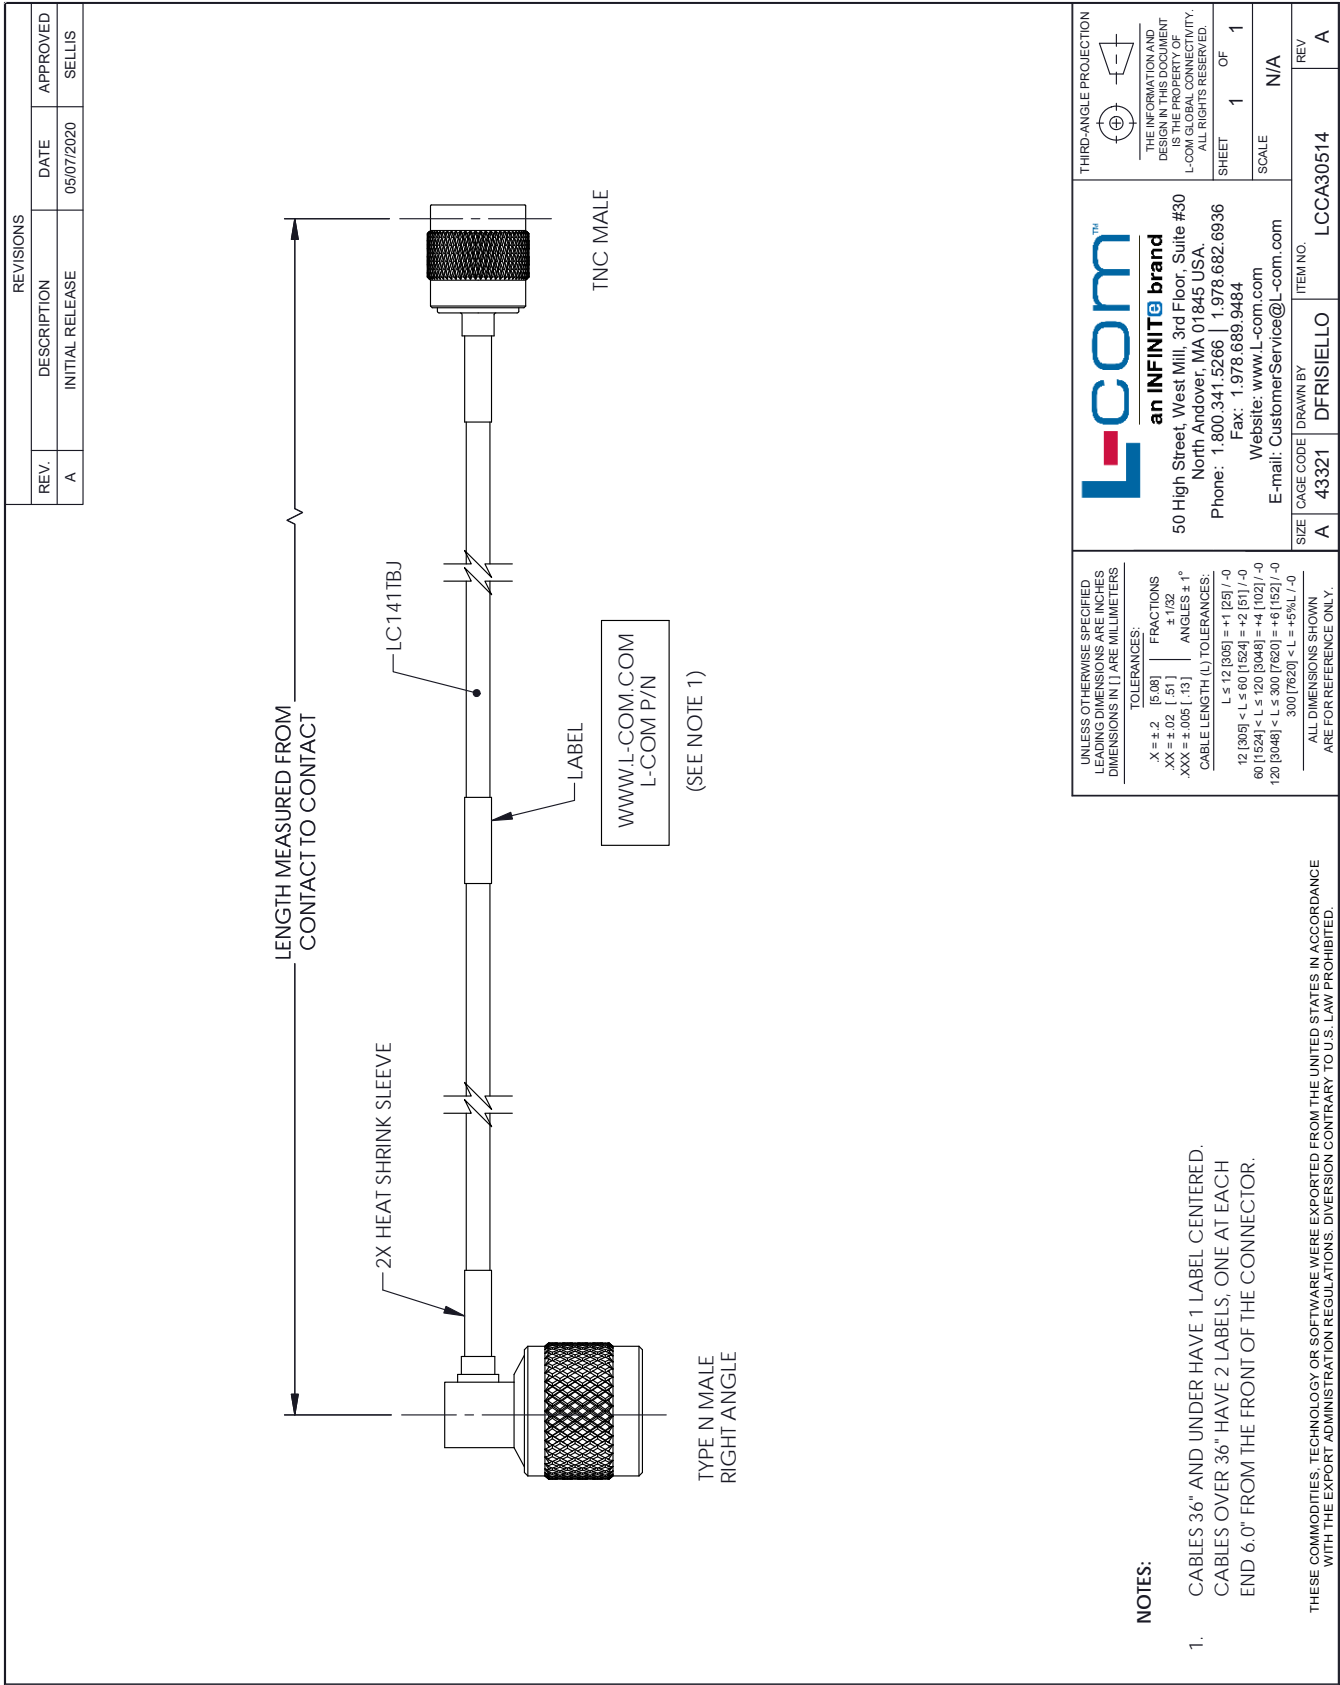 REVISIONS
REV. DESCRIPTION DATE APPROVED
A INITIAL RELEASE 05/07/2020 SELLIS
LENGTH MEASURED FROM
CONTACT TO CONTACT
2X HEAT SHRINK SLEEVE
LC141TBJ
LABEL
WWW.L-COM.COM
L-COM P/N
(SEE NOTE 1)
TYPE N MALE
RIGHT ANGLE
TNC MALE
NOTES:
1. CABLES 36" AND UNDER HAVE 1 LABEL CENTERED.
CABLES OVER 36" HAVE 2 LABELS, ONE AT EACH
END 6.0" FROM THE FRONT OF THE CONNECTOR.
THESE COMMODITIES, TECHNOLOGY OR SOFTWARE WERE EXPORTED FROM THE UNITED STATES IN ACCORDANCE
WITH THE EXPORT ADMINISTRATION REGULATIONS. DIVERSION CONTRARY TO U.S. LAW PROHIBITED.
UNLESS OTHERWISE SPECIFIED
LEADING DIMENSIONS ARE INCHES
DIMENSIONS IN [ ] ARE MILLIMETERS
TOLERANCES:
.X = ± .2 [5.08] FRACTIONS
.XX = ± .02 [ .51 ] ± 1/32
.XXX = ± .005 [ .13 ] ANGLES ± 1°
CABLE LENGTH (L) TOLERANCES:
L ≤ 12 [305] = +1 [25] / -0
12 [305] < L ≤ 60 [1524] = +2 [51] / -0
60 [1524] < L ≤ 120 [3048] = +4 [102] / -0
120 [3048] < L ≤ 300 [7620] = +6 [152] / -0
300 [7620] < L = +5%L / -0
ALL DIMENSIONS SHOWN
ARE FOR REFERENCE ONLY.
L-com™
an INFINITe brand
50 High Street, West Mill, 3rd Floor, Suite #30
North Andover, MA 01845 USA.
Phone: 1.800.341.5266 | 1.978.682.6936
Fax: 1.978.689.9484
Website: www.L-com.com
E-mail: CustomerService@L-com.com
THIRD-ANGLE PROJECTION
THE INFORMATION AND
DESIGN IN THIS DOCUMENT
IS THE PROPERTY OF
L-COM GLOBAL CONNECTIVITY.
ALL RIGHTS RESERVED.
SHEET 1 OF 1
SCALE N/A
SIZE CAGE CODE DRAWN BY ITEM NO. REV
A 43321 DFRISIELLO LCCA30514 A